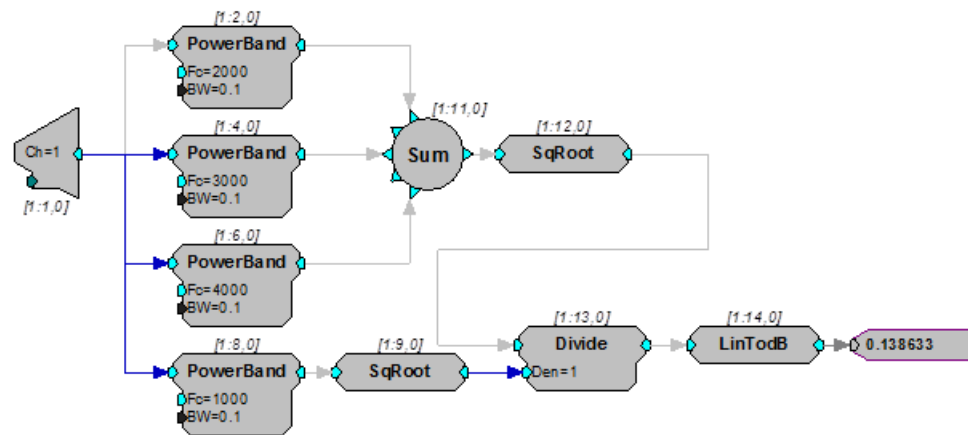 [1:2,0]
PowerBand
Fc=2000
BW=0.1
[1:11,0]
[1:4,0]
[1:12,0]
Ch=1
PowerBand
Sum
SqRoot
Fc=3000
BW=0.1
[1:1,0]
[1:6,0]
PowerBand
Fc=4000
BW=0.1
[1:8,0]
[1:9,0]
[1:13,0]
[1:14,0]
PowerBand
SqRoot
Divide
LinTodB
0.138633
Den=1
Fc=1000
BW=0.1